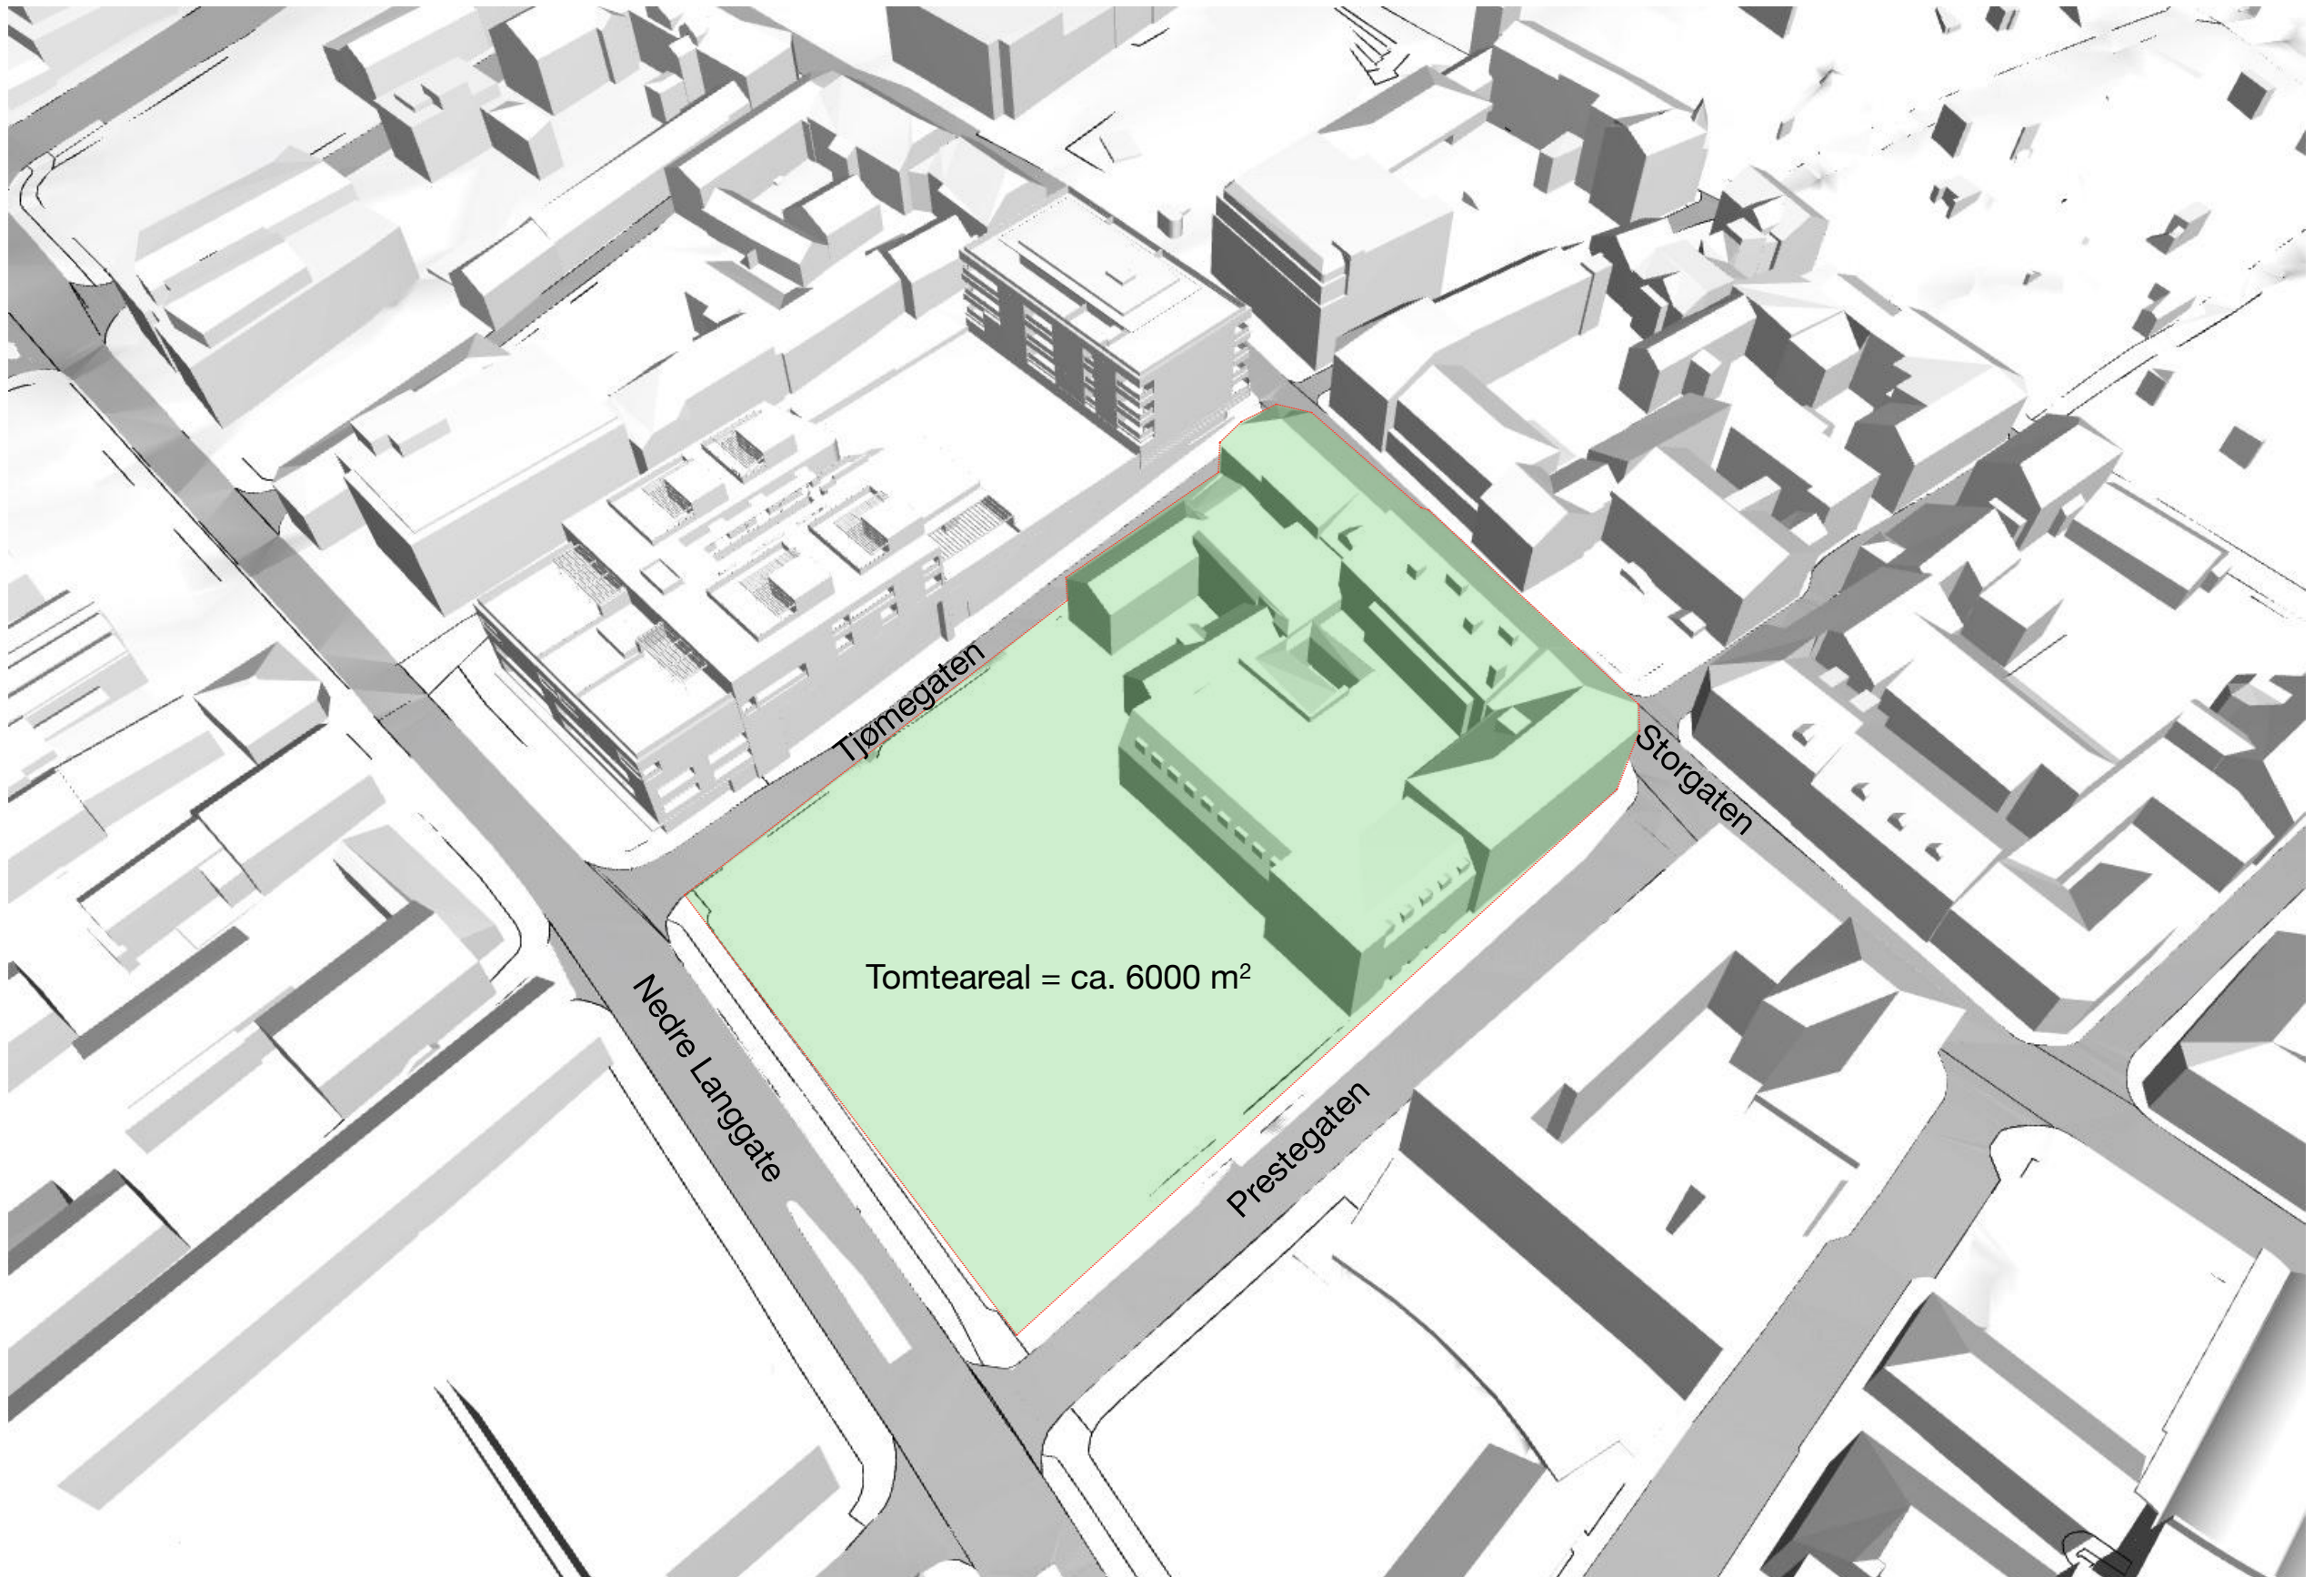 Tjømegaten
Storgaten
Tomteareal = ca. 6000 m²
Nedre Langgate
Prestegaten